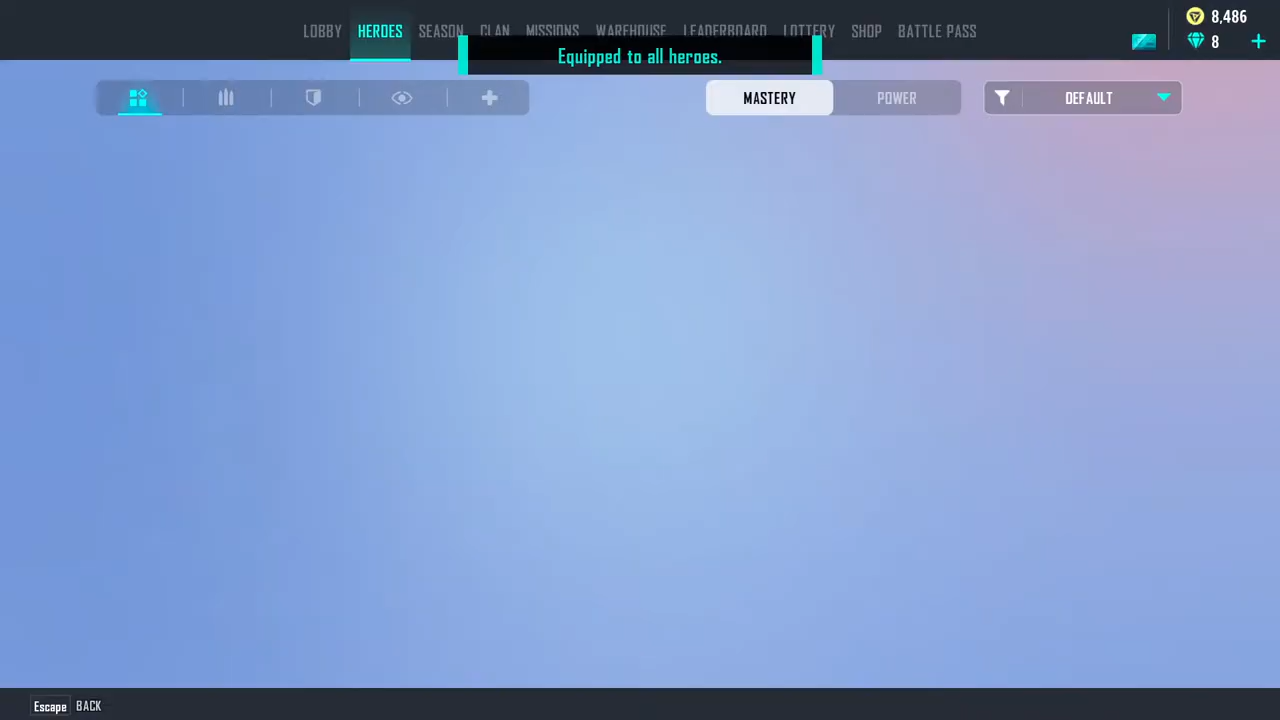 LOBBY HEROES SEASON CLAN MISSIONS WAREHOUSE LEADERBOARD LOTTERY SHOP BATTLE PASS
8,486
8
Equipped to all heroes.
MASTERY POWER DEFAULT
Escape BACK